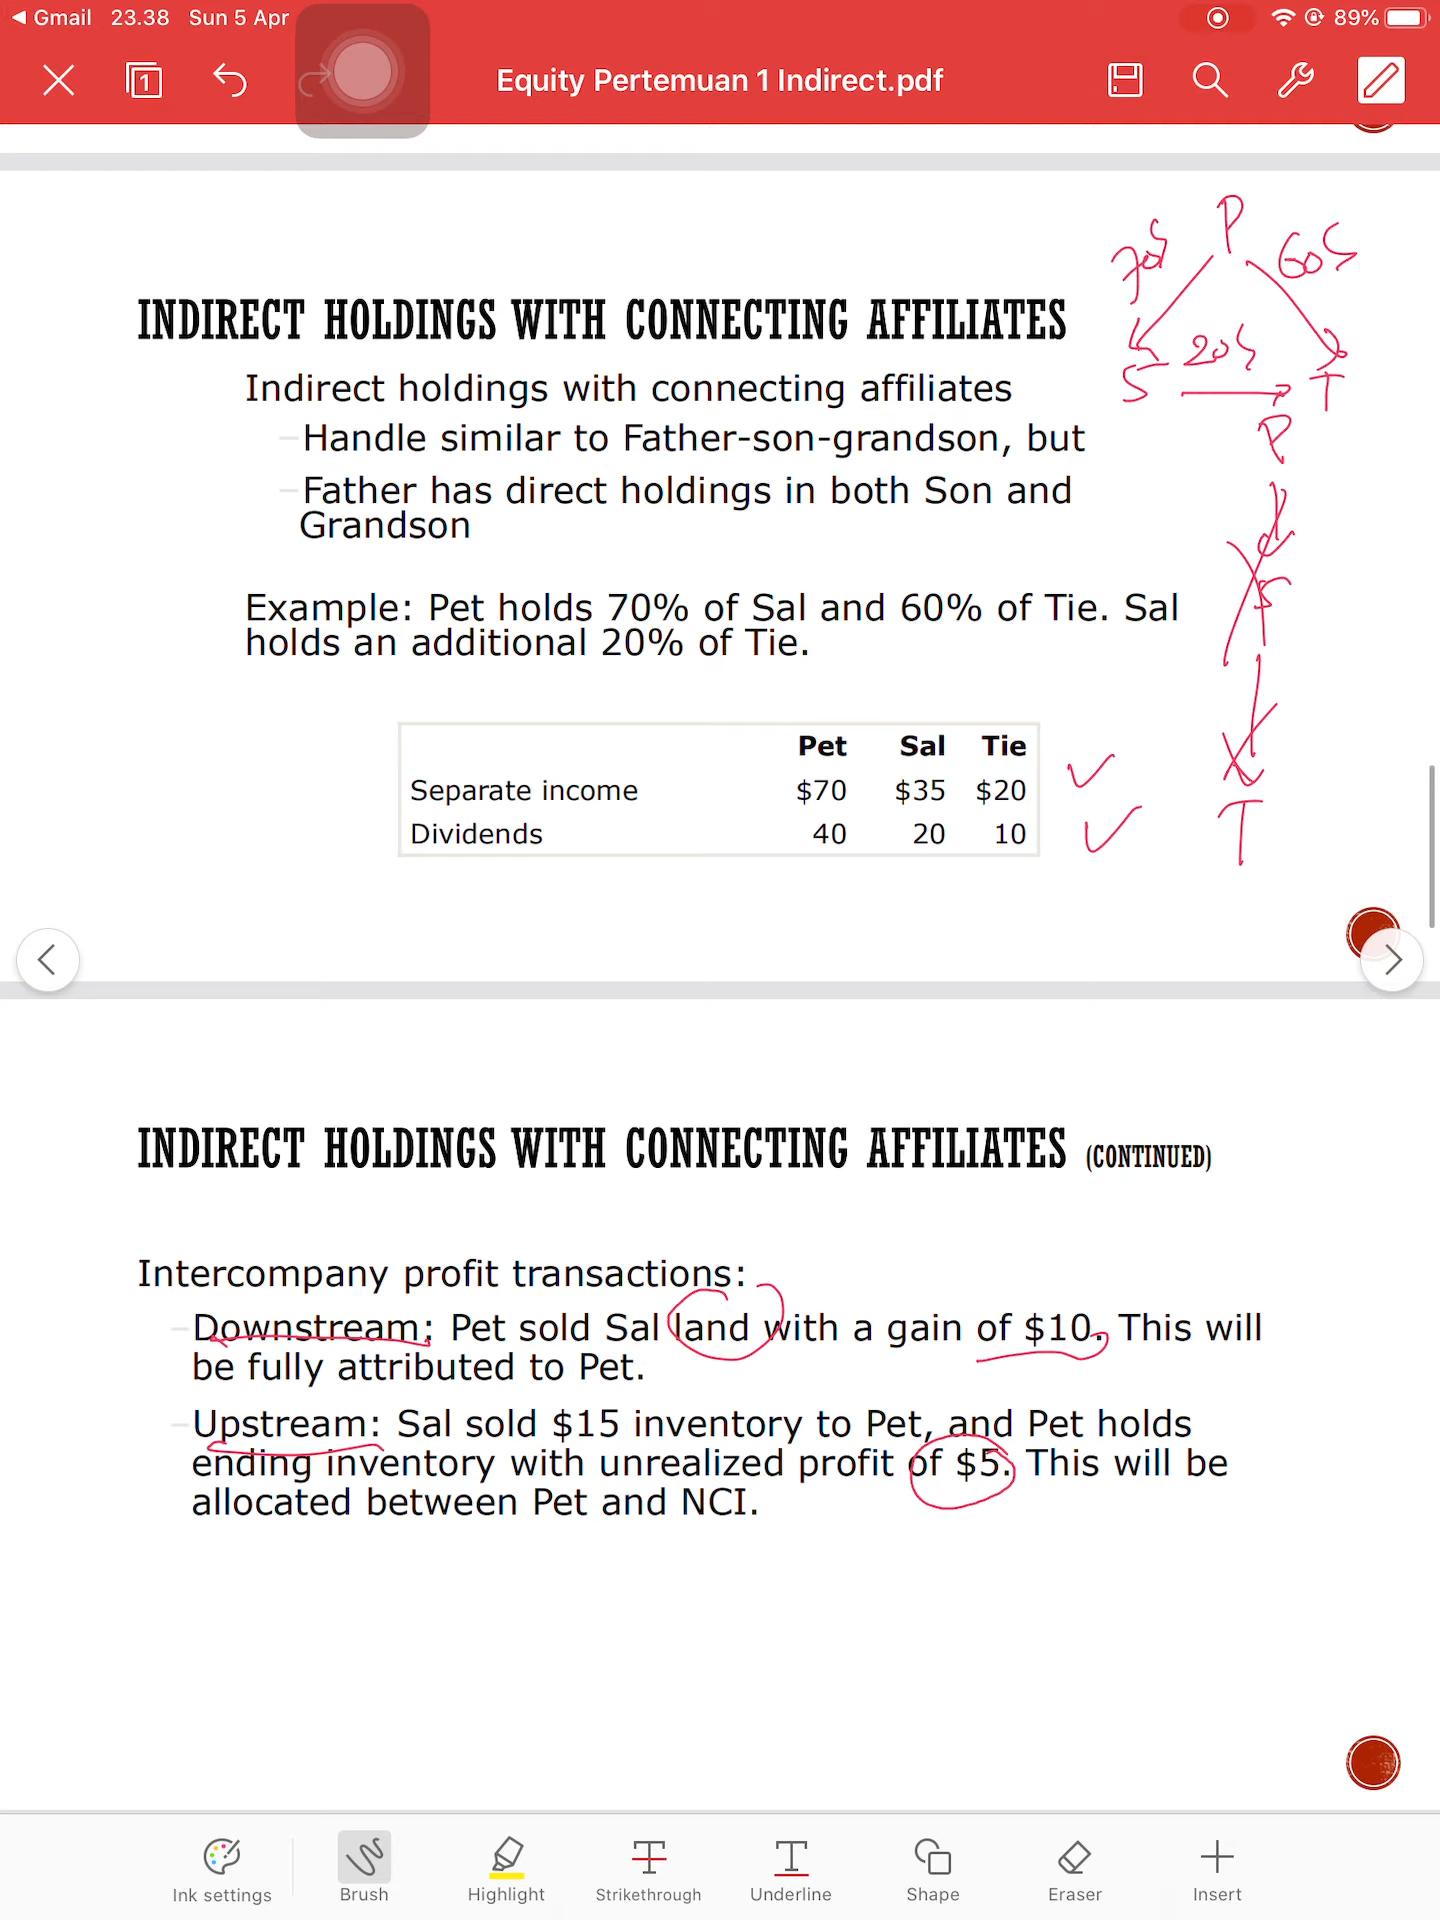 Gmail 23.38 Sun 5 Apr 89%
1 Equity Pertemuan 1 Indirect.pdf
P
70% 60%
INDIRECT HOLDINGS WITH CONNECTING AFFILIATES
20%
S T
Indirect holdings with connecting affiliates
–Handle similar to Father-son-grandson, but
P
–Father has direct holdings in both Son and
Grandson
Example: Pet holds 70% of Sal and 60% of Tie. Sal
holds an additional 20% of Tie.
S
Pet Sal Tie
Separate income $70 $35 $20
Dividends 40 20 10
T
INDIRECT HOLDINGS WITH CONNECTING AFFILIATES (CONTINUED)
Intercompany profit transactions:
–Downstream: Pet sold Sal land with a gain of $10. This will
be fully attributed to Pet.
–Upstream: Sal sold $15 inventory to Pet, and Pet holds
ending inventory with unrealized profit of $5. This will be
allocated between Pet and NCI.
Ink settings Brush Highlight Strikethrough Underline Shape Eraser Insert